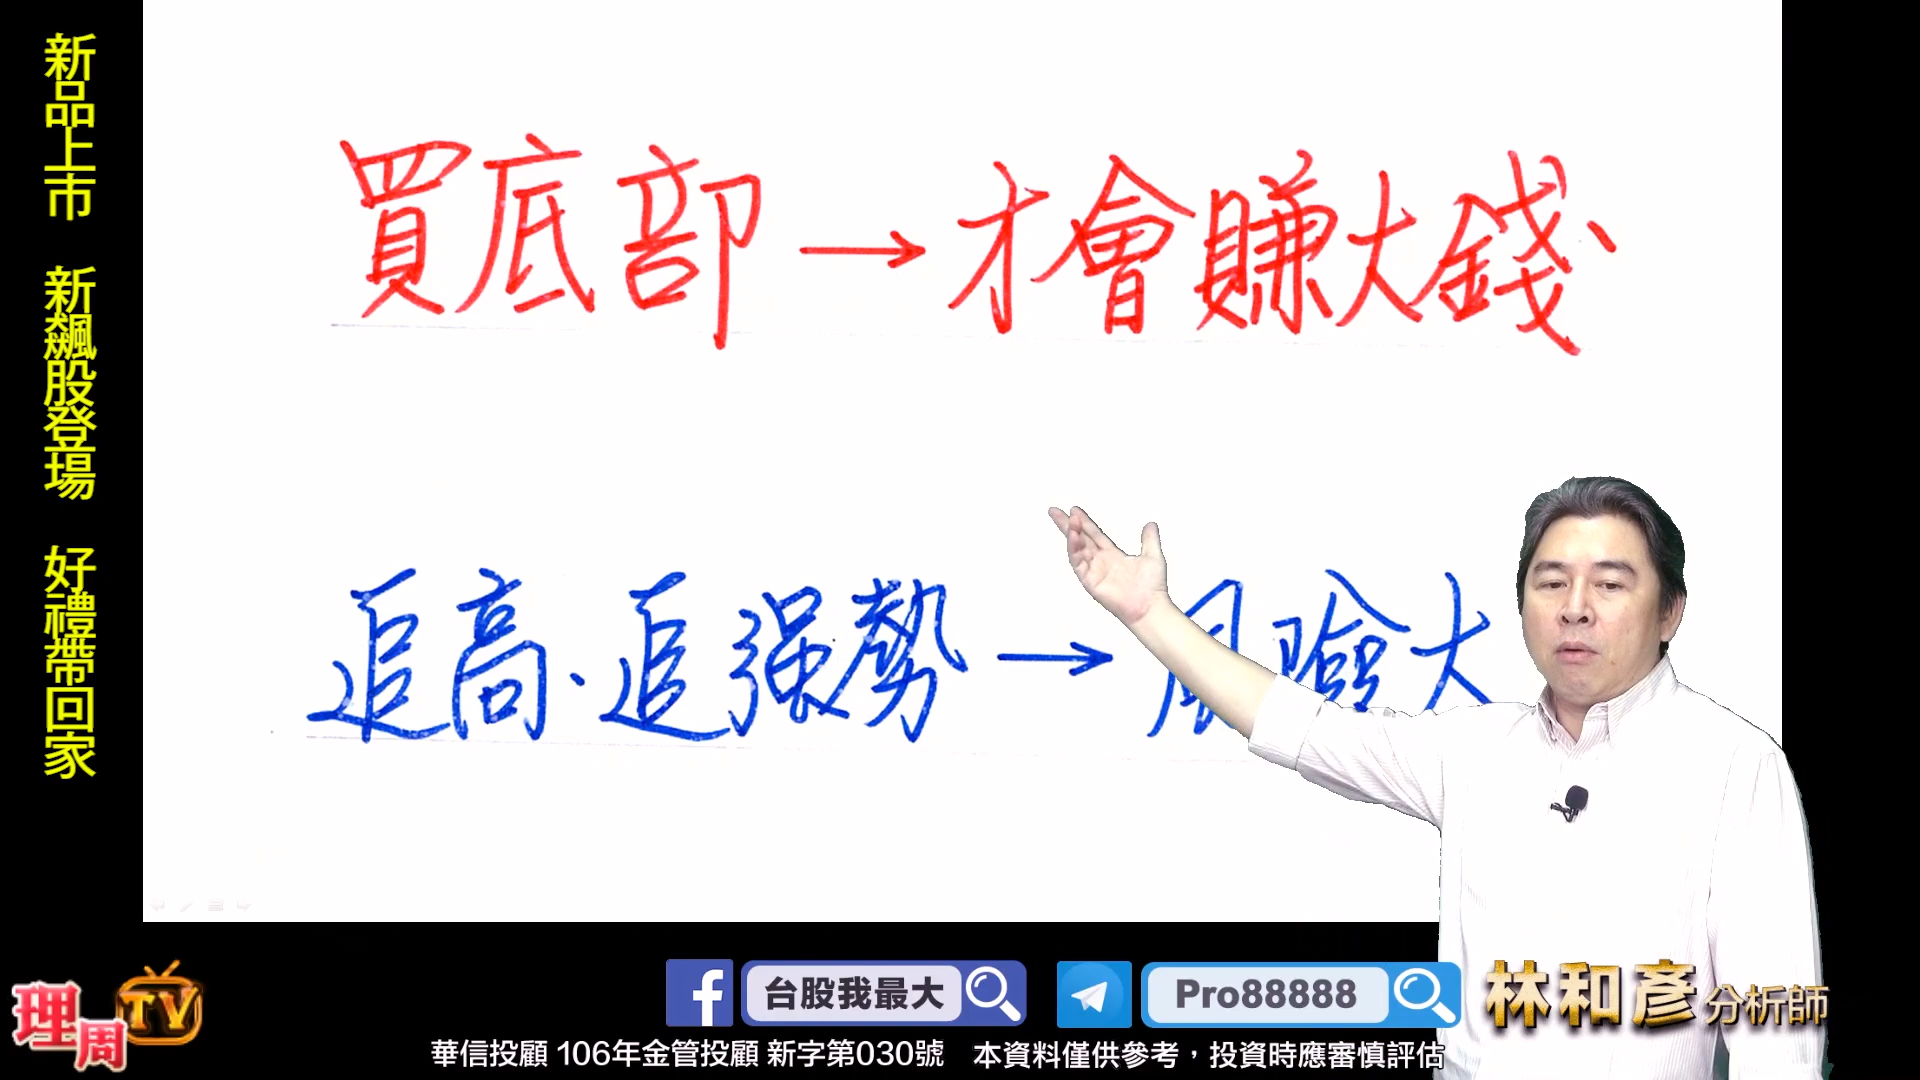 新品上市 新飆股登場 好禮帶回家
買底部→才會賺大錢、
追高、追强勢→風險大
理周TV
台股我最大
Pro88888
林和彥分析師
華信投顧 106年金管投顧 新字第030號 本資料僅供參考，投資時應審慎評估